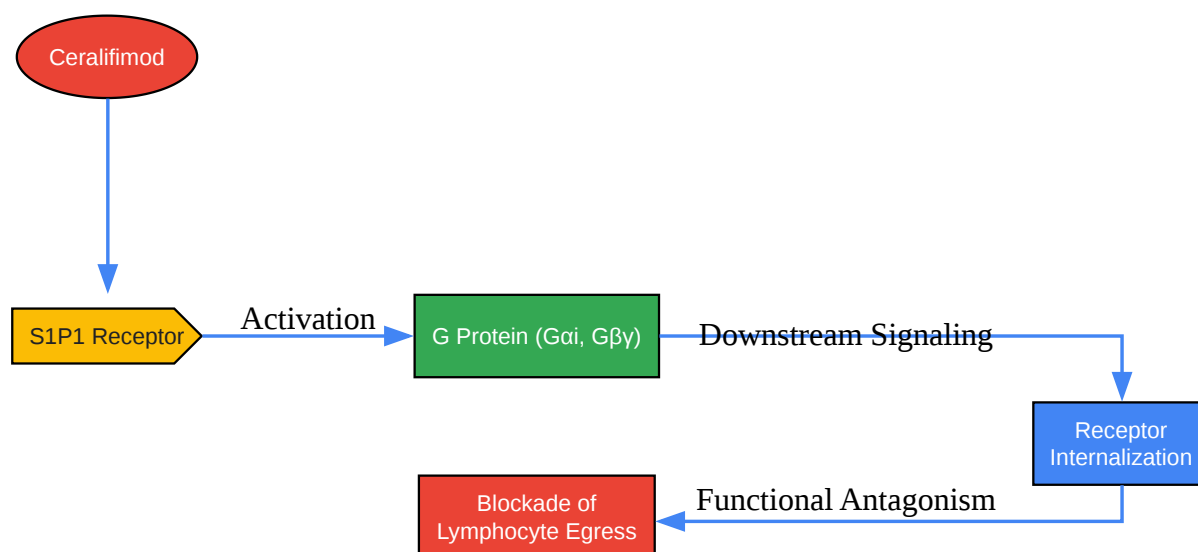 Ceralifimod
S1P1 Receptor
Activation
G Protein (Gαi, Gβγ)
Downstream Signaling
Receptor
Internalization
Functional Antagonism
Blockade of
Lymphocyte Egress